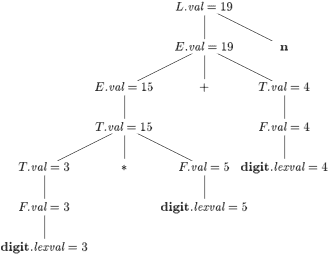 L.val = 19
E.val = 19 n
E.val = 15 + T.val = 4
T.val = 15 F.val = 4
T.val = 3 * F.val = 5 digit.lexval = 4
F.val = 3 digit.lexval = 5
digit.lexval = 3